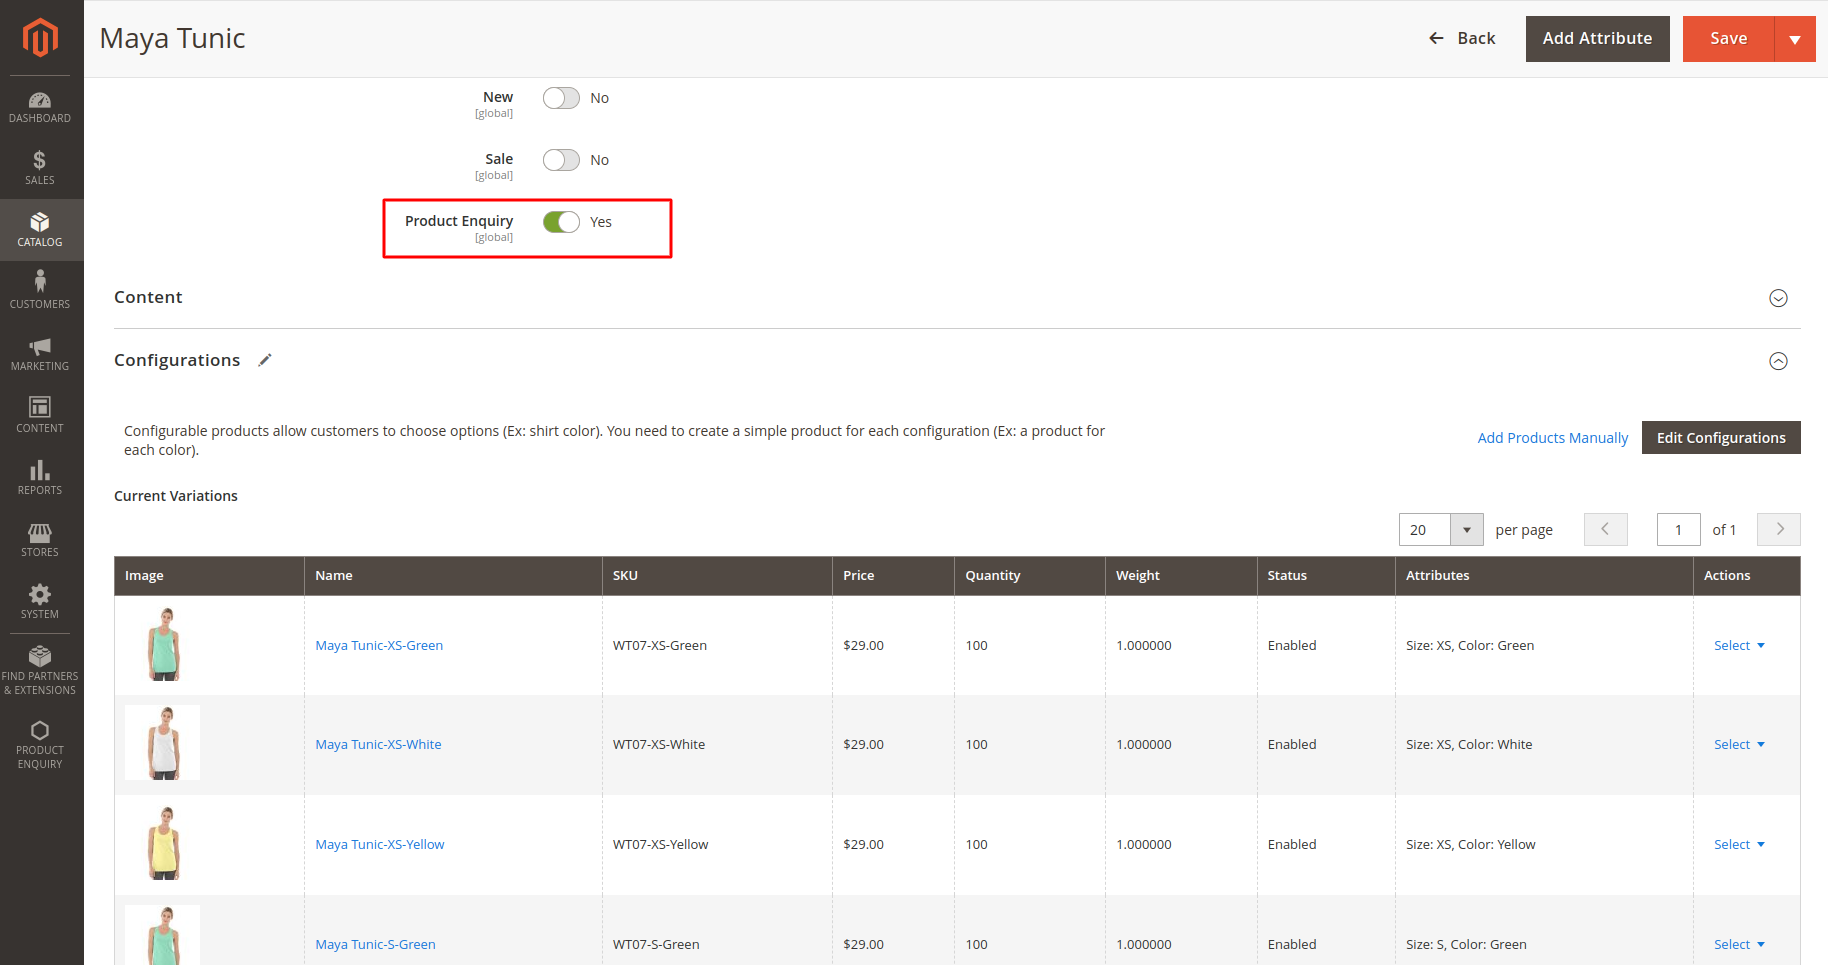 Maya Tunic
Back
Add Attribute
Save
DASHBOARD
SALES
CATALOG
CUSTOMERS
MARKETING
CONTENT
REPORTS
STORES
SYSTEM
FIND PARTNERS
& EXTENSIONS
PRODUCT
ENQUIRY
New
[global]
No
Sale
[global]
No
Product Enquiry
[global]
Yes
Content
Configurations
Configurable products allow customers to choose options (Ex: shirt color). You need to create a simple product for each configuration (Ex: a product for
each color).
Add Products Manually
Edit Configurations
Current Variations
20 per page 1 of 1
Image Name SKU Price Quantity Weight Status Attributes Actions
Maya Tunic-XS-Green WT07-XS-Green $29.00 100 1.000000 Enabled Size: XS, Color: Green Select
Maya Tunic-XS-White WT07-XS-White $29.00 100 1.000000 Enabled Size: XS, Color: White Select
Maya Tunic-XS-Yellow WT07-XS-Yellow $29.00 100 1.000000 Enabled Size: XS, Color: Yellow Select
Maya Tunic-S-Green WT07-S-Green $29.00 100 1.000000 Enabled Size: S, Color: Green Select